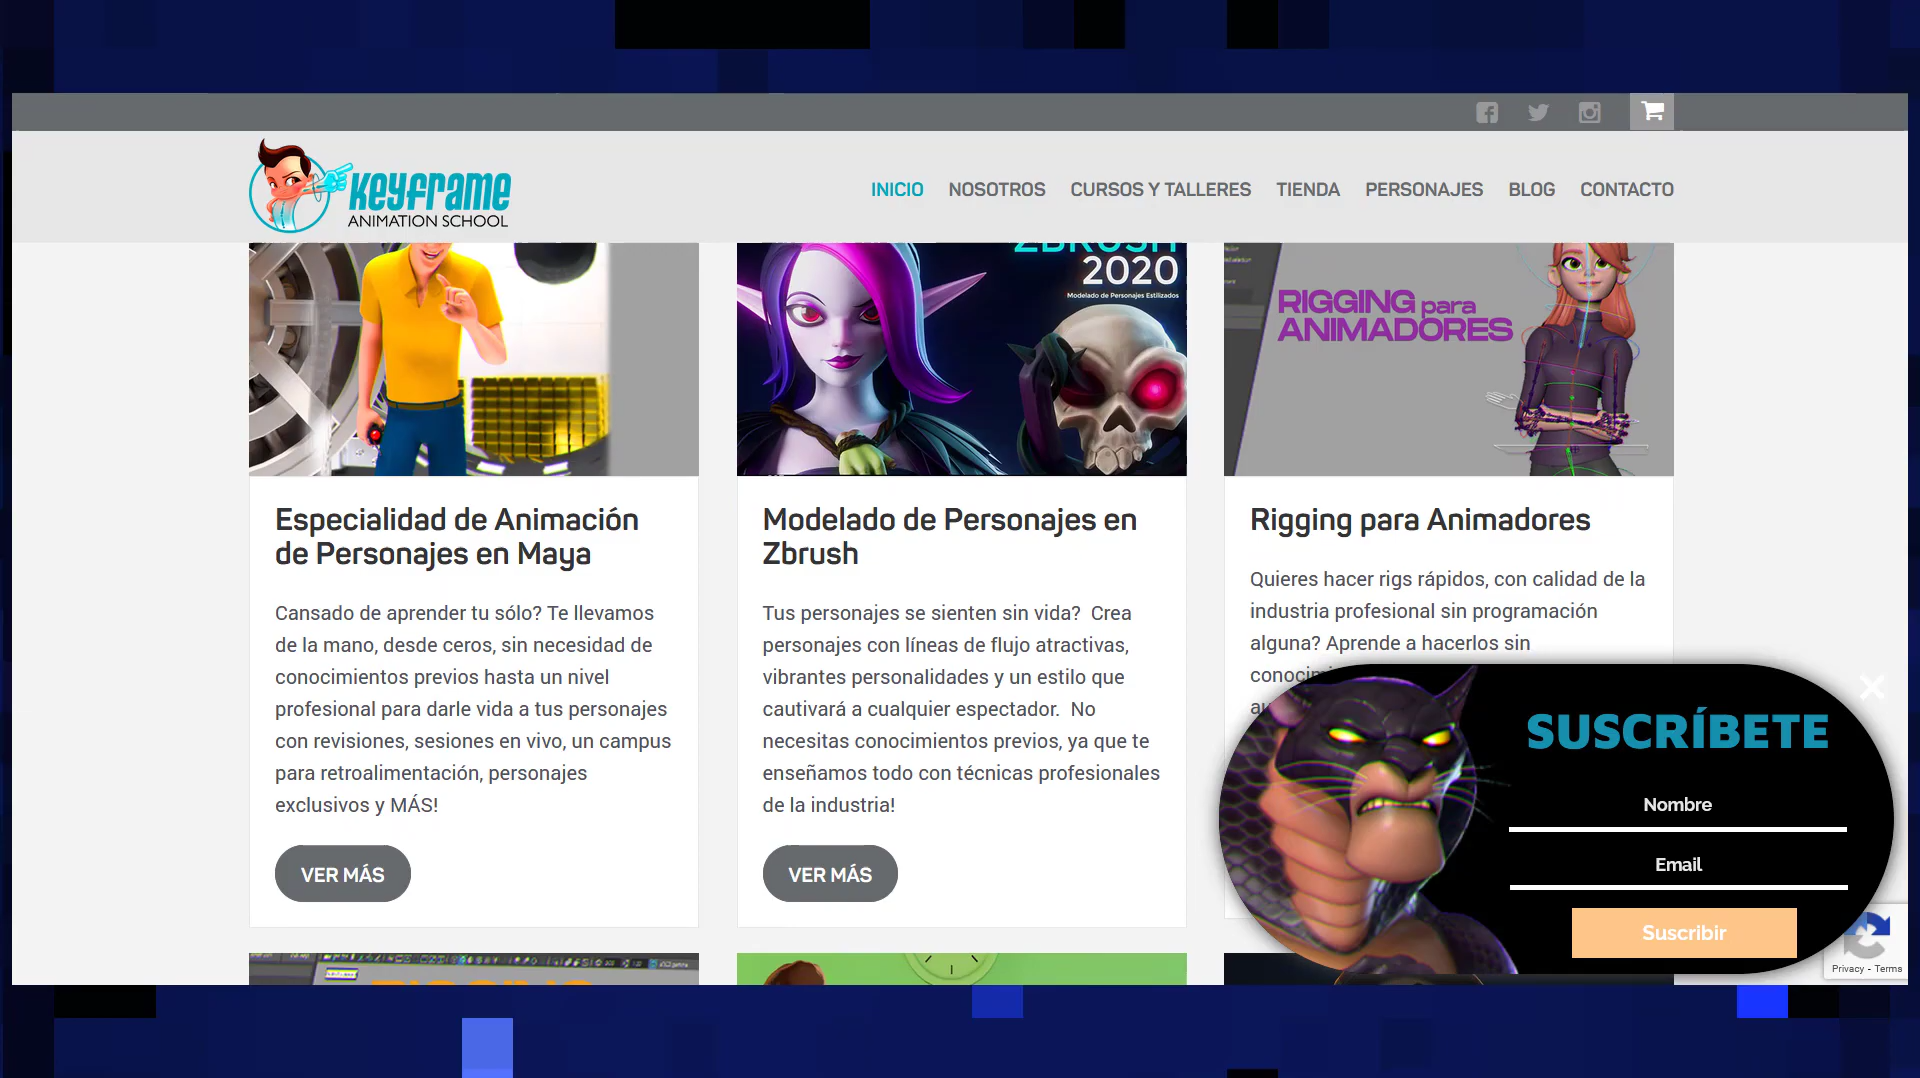 KEYFRAME
ANIMATION SCHOOL
INICIO NOSOTROS CURSOS Y TALLERES TIENDA PERSONAJES BLOG CONTACTO
ZBRUSH
2020
Modelado de Personajes Estilizados
RIGGING para
ANIMADORES
Especialidad de Animación
de Personajes en Maya
Cansado de aprender tu sólo? Te llevamos
de la mano, desde ceros, sin necesidad de
conocimientos previos hasta un nivel
profesional para darle vida a tus personajes
con revisiones, sesiones en vivo, un campus
para retroalimentación, personajes
exclusivos y MÁS!
VER MÁS
Modelado de Personajes en
Zbrush
Tus personajes se sienten sin vida? Crea
personajes con líneas de flujo atractivas,
vibrantes personalidades y un estilo que
cautivará a cualquier espectador. No
necesitas conocimientos previos, ya que te
enseñamos todo con técnicas profesionales
de la industria!
VER MÁS
Rigging para Animadores
Quieres hacer rigs rápidos, con calidad de la
industria profesional sin programación
alguna? Aprende a hacerlos sin
SUSCRÍBETE
Nombre
Email
Suscribir
Privacy - Terms